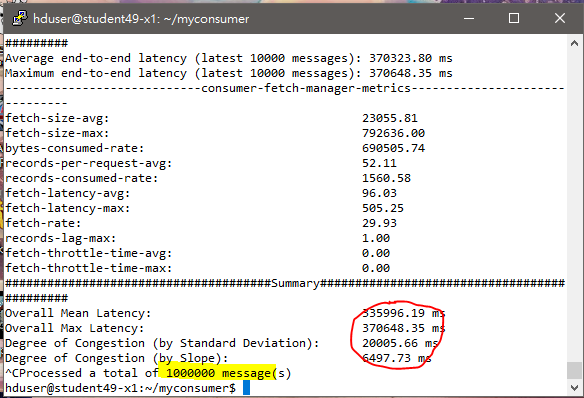 hduser@student49-x1: ~/myconsumer
#########
Average end-to-end latency (latest 10000 messages): 370323.80 ms
Maximum end-to-end latency (latest 10000 messages): 370648.35 ms
----------------------------consumer-fetch-manager-metrics----------------------
---------
fetch-size-avg: 23055.81
fetch-size-max: 792636.00
bytes-consumed-rate: 690505.74
records-per-request-avg: 52.11
records-consumed-rate: 1560.58
fetch-latency-avg: 96.03
fetch-latency-max: 505.25
fetch-rate: 29.93
records-lag-max: 1.00
fetch-throttle-time-avg: 0.00
fetch-throttle-time-max: 0.00
######################################Summary###################################
#########
Overall Mean Latency: 335996.19 ms
Overall Max Latency: 370648.35 ms
Degree of Congestion (by Standard Deviation): 20005.66 ms
Degree of Congestion (by Slope): 6497.73 ms
^CProcessed a total of 1000000 message(s)
hduser@student49-x1:~/myconsumer$